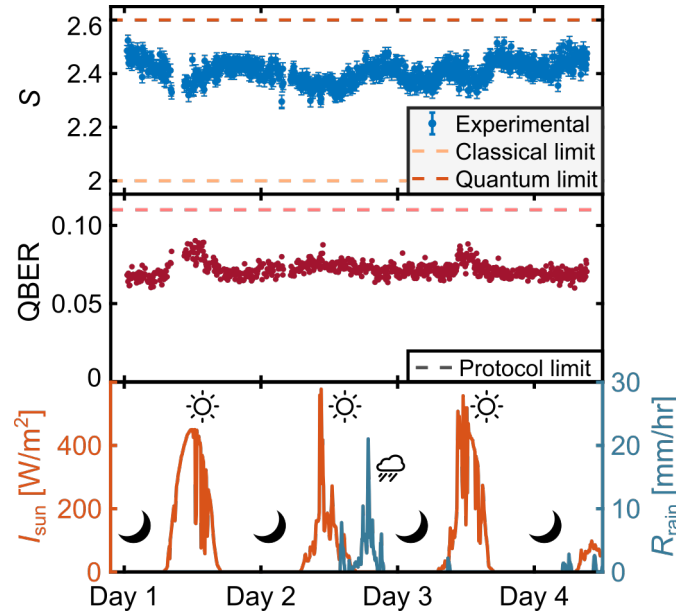 2.6
2.4
2.2
2
S
Experimental
Classical limit
Quantum limit
0.10
0.05
0
QBER
Protocol limit
400
200
0
I_sun [W/m²]
30
20
10
0
R_rain [mm/hr]
Day 1 Day 2 Day 3 Day 4